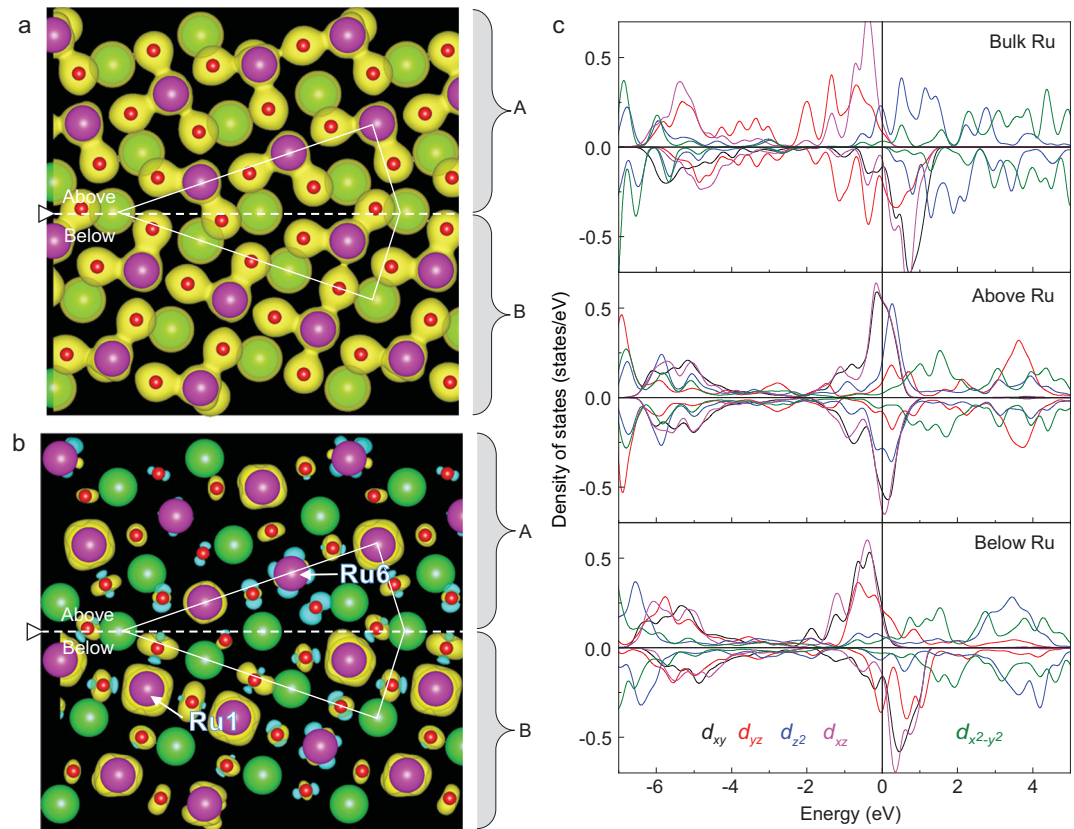 a
Above
Below
A
B
b
Ru6
Above
Below
Ru1
A
B
c
Density of states (states/eV)
Bulk Ru
0.5
0.0
-0.5
Above Ru
0.5
0.0
-0.5
Below Ru
0.5
0.0
-0.5
dxy dyz dz2 dxz dx2-y2
-6 -4 -2 0 2 4
Energy (eV)